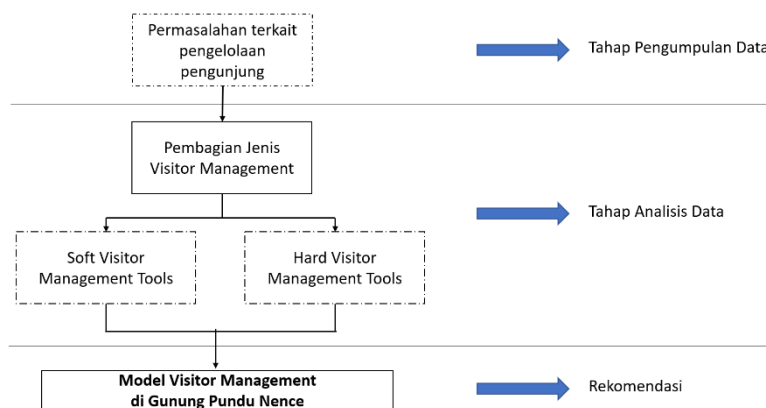 Permasalahan terkait
pengelolaan
pengunjung
Tahap Pengumpulan Data
Pembagian Jenis
Visitor Management
Tahap Analisis Data
Soft Visitor
Management Tools
Hard Visitor
Management Tools
Model Visitor Management
di Gunung Pundu Nence
Rekomendasi